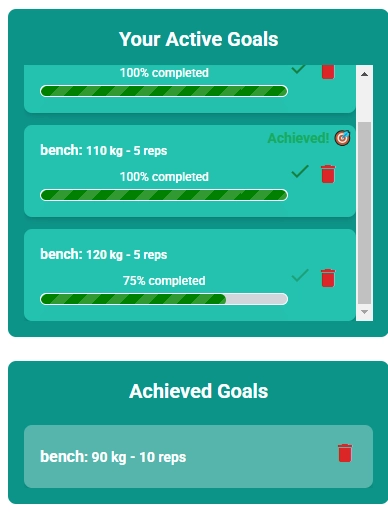 Your Active Goals
100% completed
Achieved! 🎯
bench: 110 kg - 5 reps
100% completed
bench: 120 kg - 5 reps
75% completed
Achieved Goals
bench: 90 kg - 10 reps